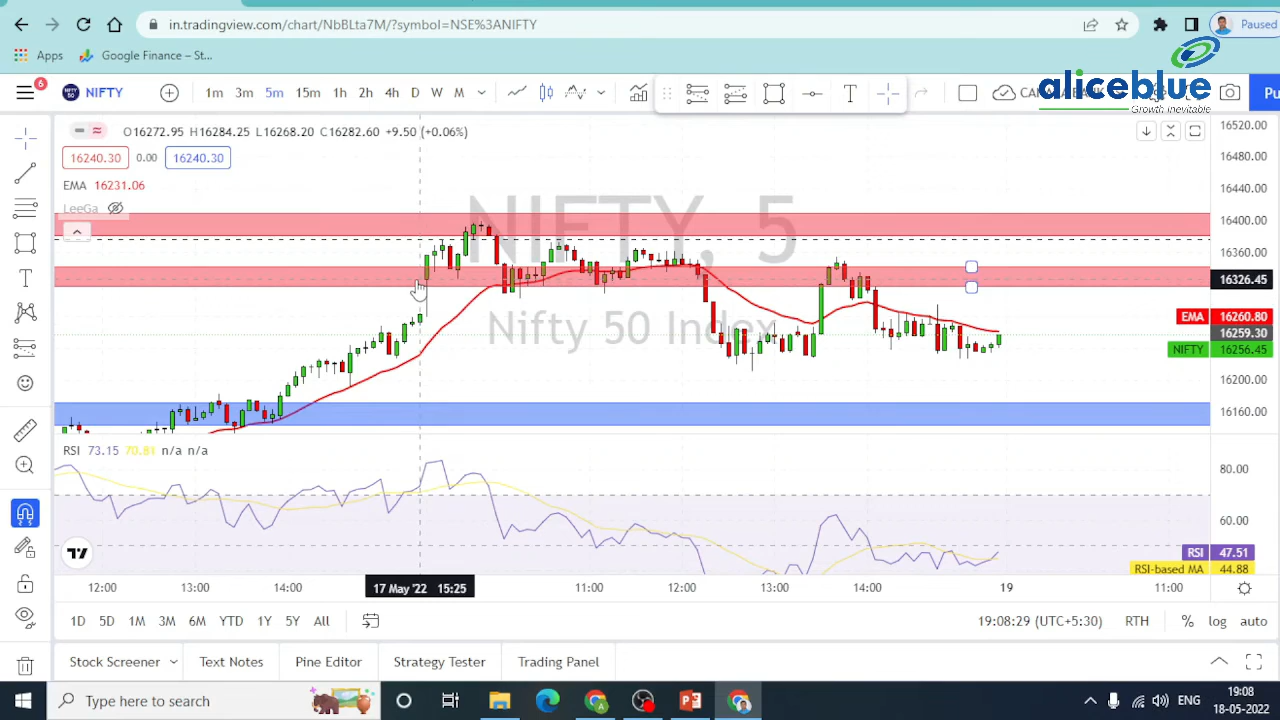 in.tradingview.com/chart/NbBLta7M/?symbol=NSE%3ANIFTY
Paused
Apps
Google Finance – St...
aliceblue
Growth Inevitable
6
NIFTY
1m 3m 5m 15m 1h 2h 4h D W M
T
Pu
O16272.95 H16284.25 L16268.20 C16282.60 +9.50 (+0.06%)
16240.30 0.00 16240.30
EMA 16231.06
LeeGa
NIFTY, 5
Nifty 50 Index
16520.00
16480.00
16440.00
16400.00
16360.00
16326.45
EMA 16260.80
16259.30
NIFTY 16256.45
16200.00
16160.00
RSI 73.15 70.81 n/a n/a
80.00
60.00
RSI 47.51
RSI-based MA 44.88
12:00 13:00 14:00 17 May '22 15:25 11:00 12:00 13:00 14:00 19 11:00
1D 5D 1M 3M 6M YTD 1Y 5Y All 19:08:29 (UTC+5:30) RTH % log auto
Stock Screener Text Notes Pine Editor Strategy Tester Trading Panel
Type here to search
ENG
19:08
18-05-2022